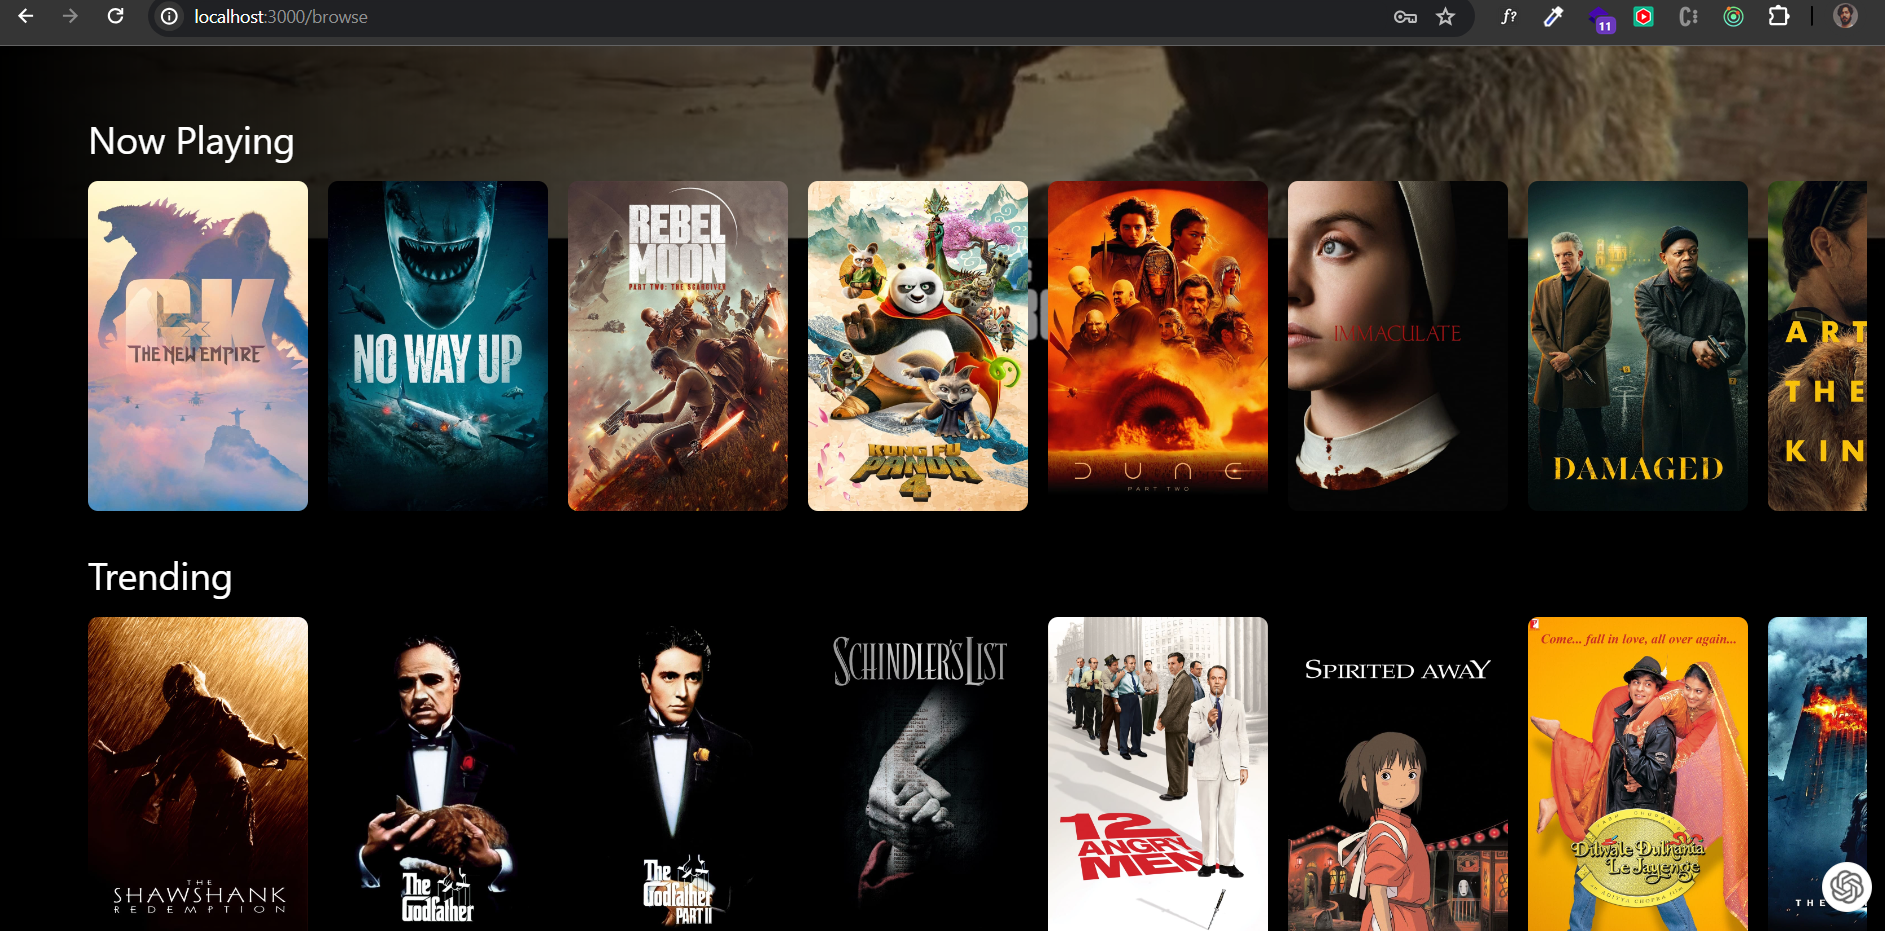 localhost:3000/browse
f?
11
Now Playing
GXK
THE NEW EMPIRE
NO WAY UP
REBEL
MOON
PART TWO: THE SCARGIVER
KUNG FU
PANDA
4
DUNE
PART TWO
IMMACULATE
DAMAGED
ART
THE
KIN
Trending
THE
SHAWSHANK
REDEMPTION
The
Godfather
The
Godfather
PART II
SCHINDLER'S LIST
12
ANGRY
MEN
SPIRITED AWAY
Come... fall in love, all over again...
Dilwale Dulhania
Le Jayenge
THE